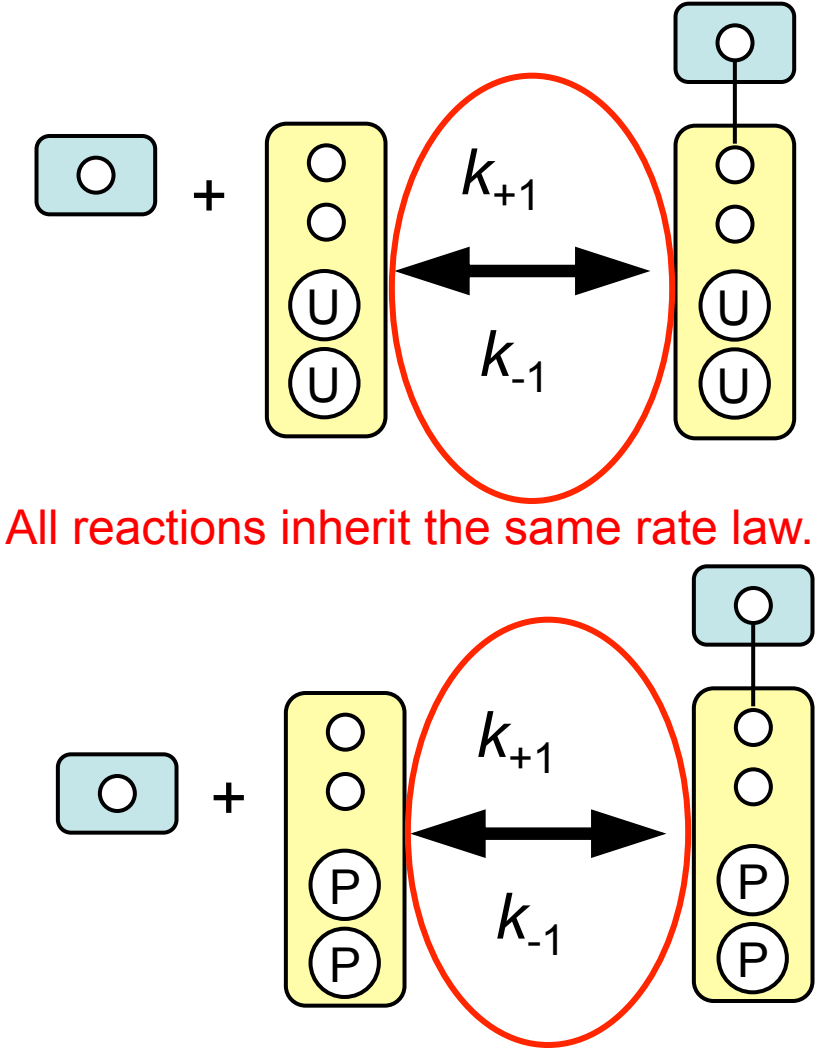 k+1
+
U
U
U
U
k-1
All reactions inherit the same rate law.
k+1
+
P
P
P
P
k-1